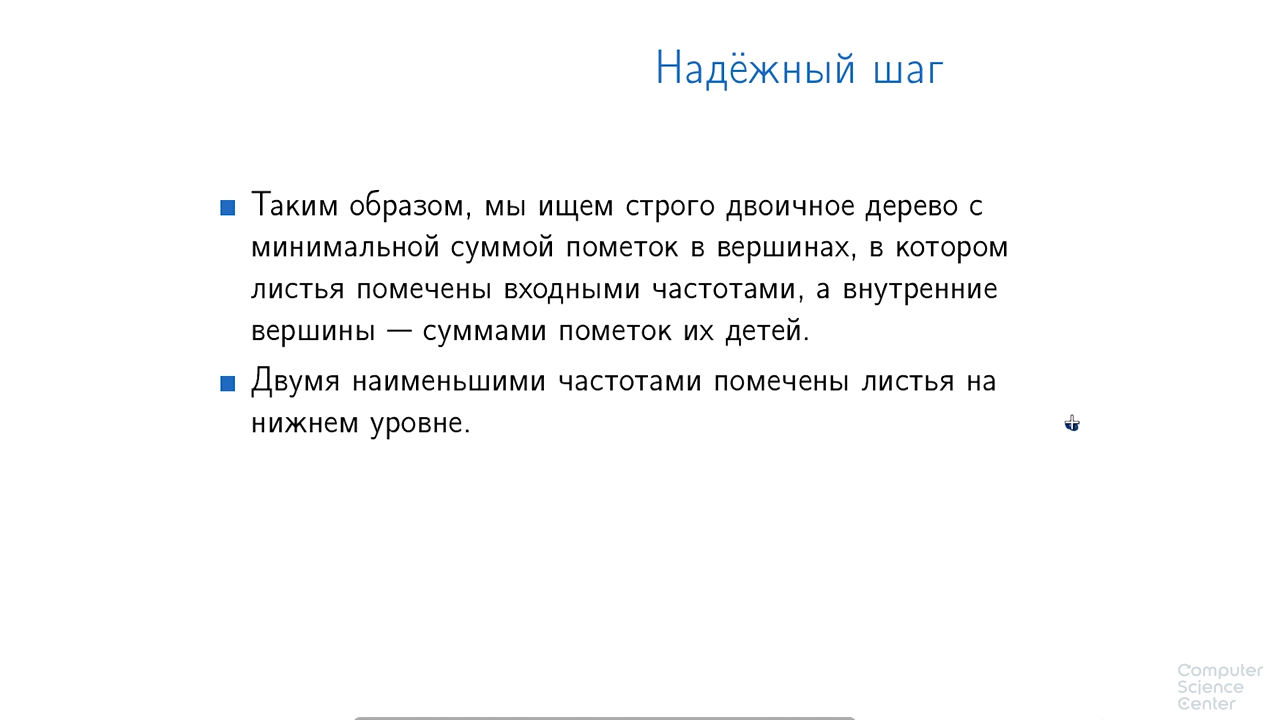 Надёжный шаг
Таким образом, мы ищем строго двоичное дерево с
минимальной суммой пометок в вершинах, в котором
листья помечены входными частотами, а внутренние
вершины — суммами пометок их детей.
Двумя наименьшими частотами помечены листья на
нижнем уровне.
Computer
Science
Center